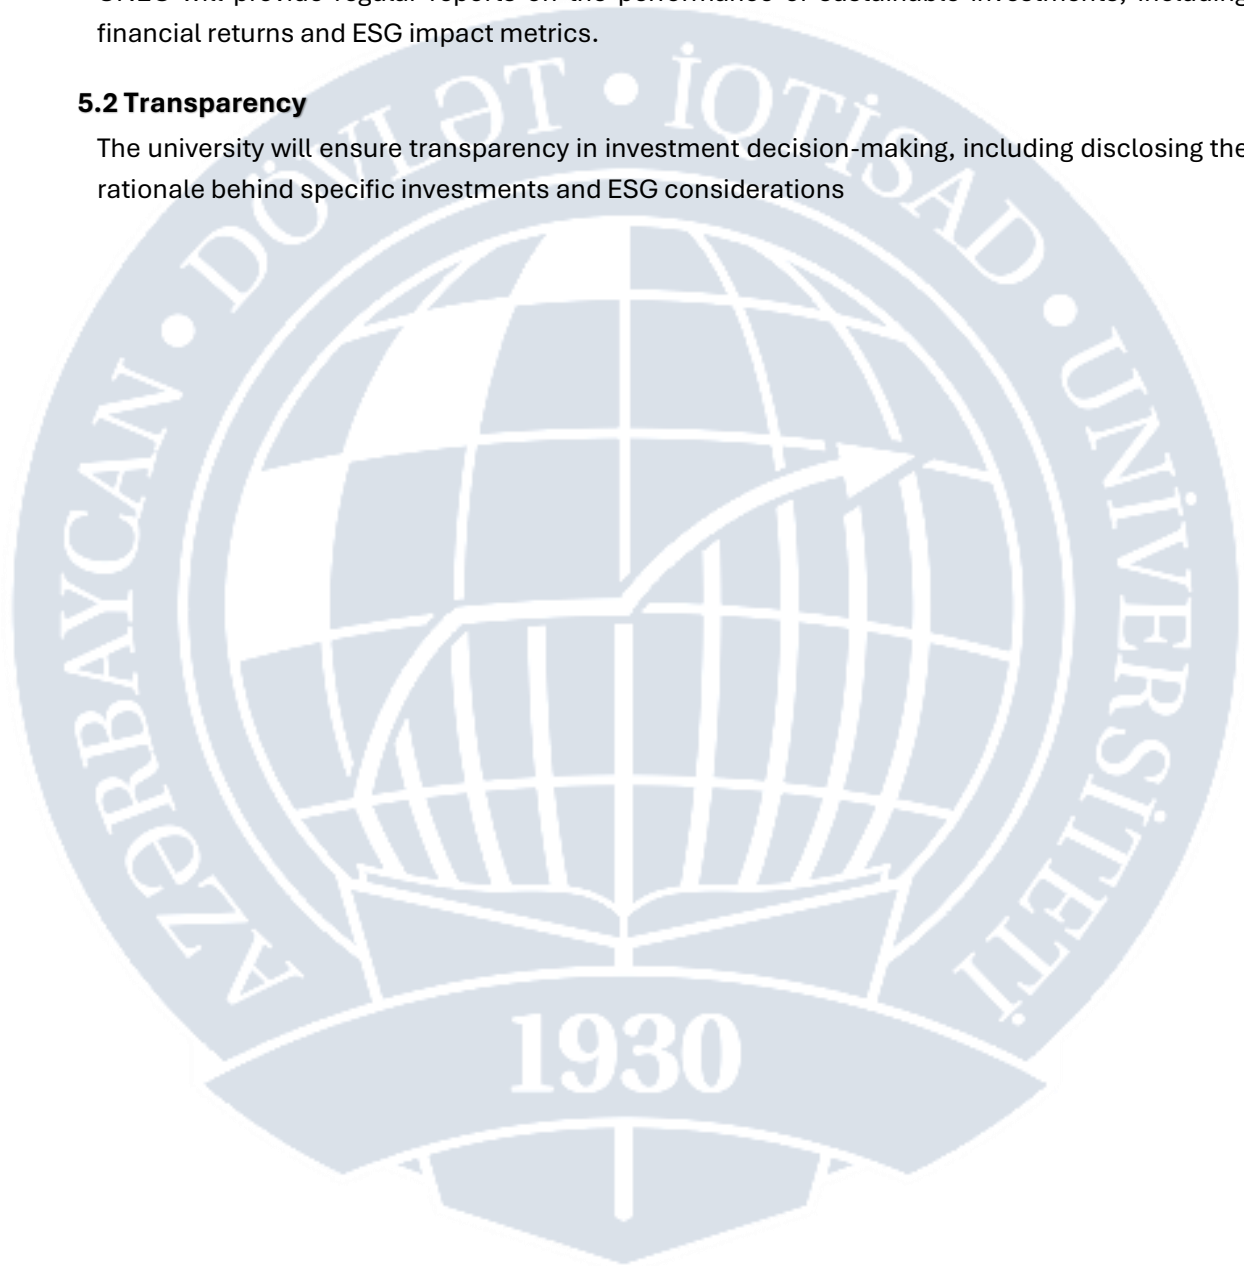 will provide regular reports on the performance of sustainable investments, including
financial returns and ESG impact metrics.
5.2 Transparency
The university will ensure transparency in investment decision-making, including disclosing the
rationale behind specific investments and ESG considerations
AZƏRBAYCAN • DÖVLƏT • İQTİSAD • UNİVERSİTETİ
1930